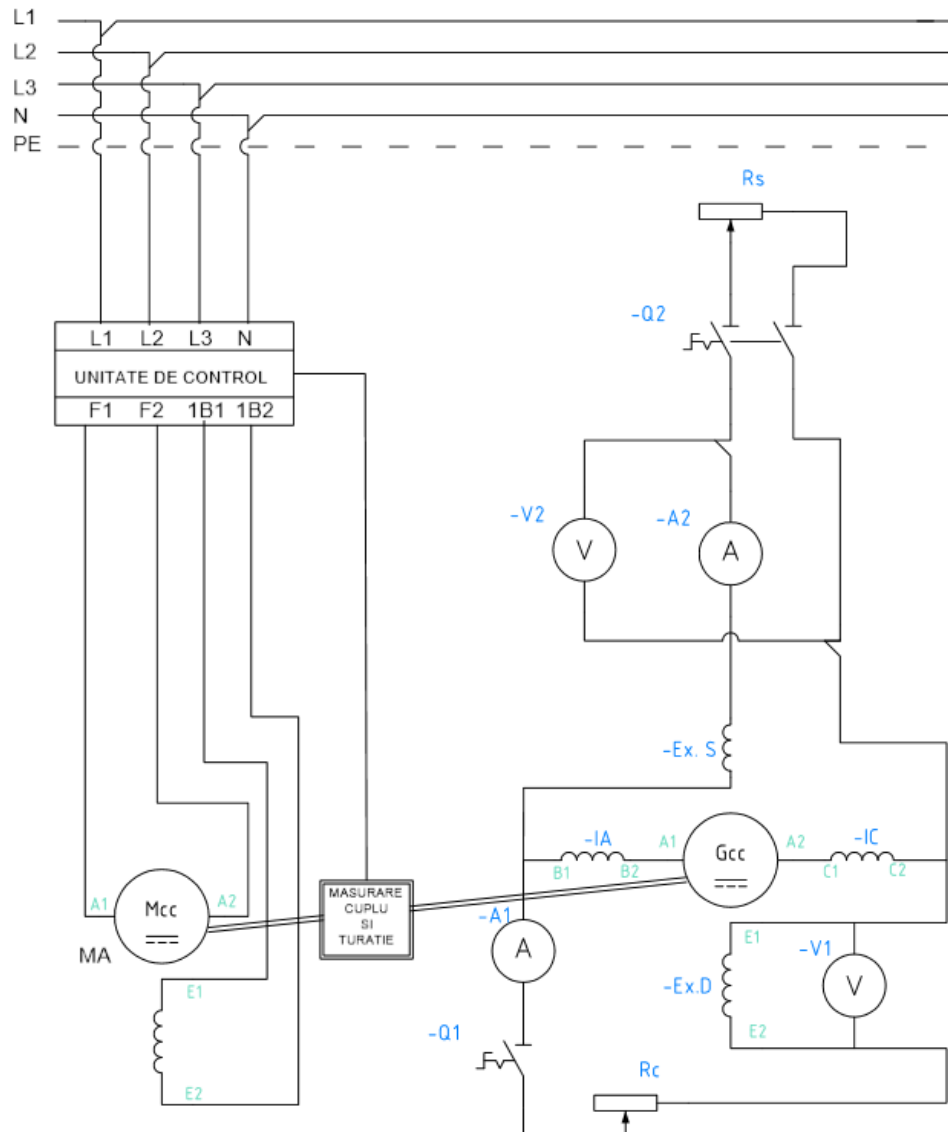 L1
L2
L3
N
PE
Rs
-Q2
L1 L2 L3 N
UNITATE DE CONTROL
F1 F2 1B1 1B2
-V2
V
-A2
A
-Ex. S
-IA
A1
Gcc
A2
-IC
B1 B2
C1 C2
A1
Mcc
A2
MA
MASURARE
CUPLU
SI
TURATIE
-A1
A
E1
-V1
V
-Ex.D
E2
E1
E2
-Q1
Rc